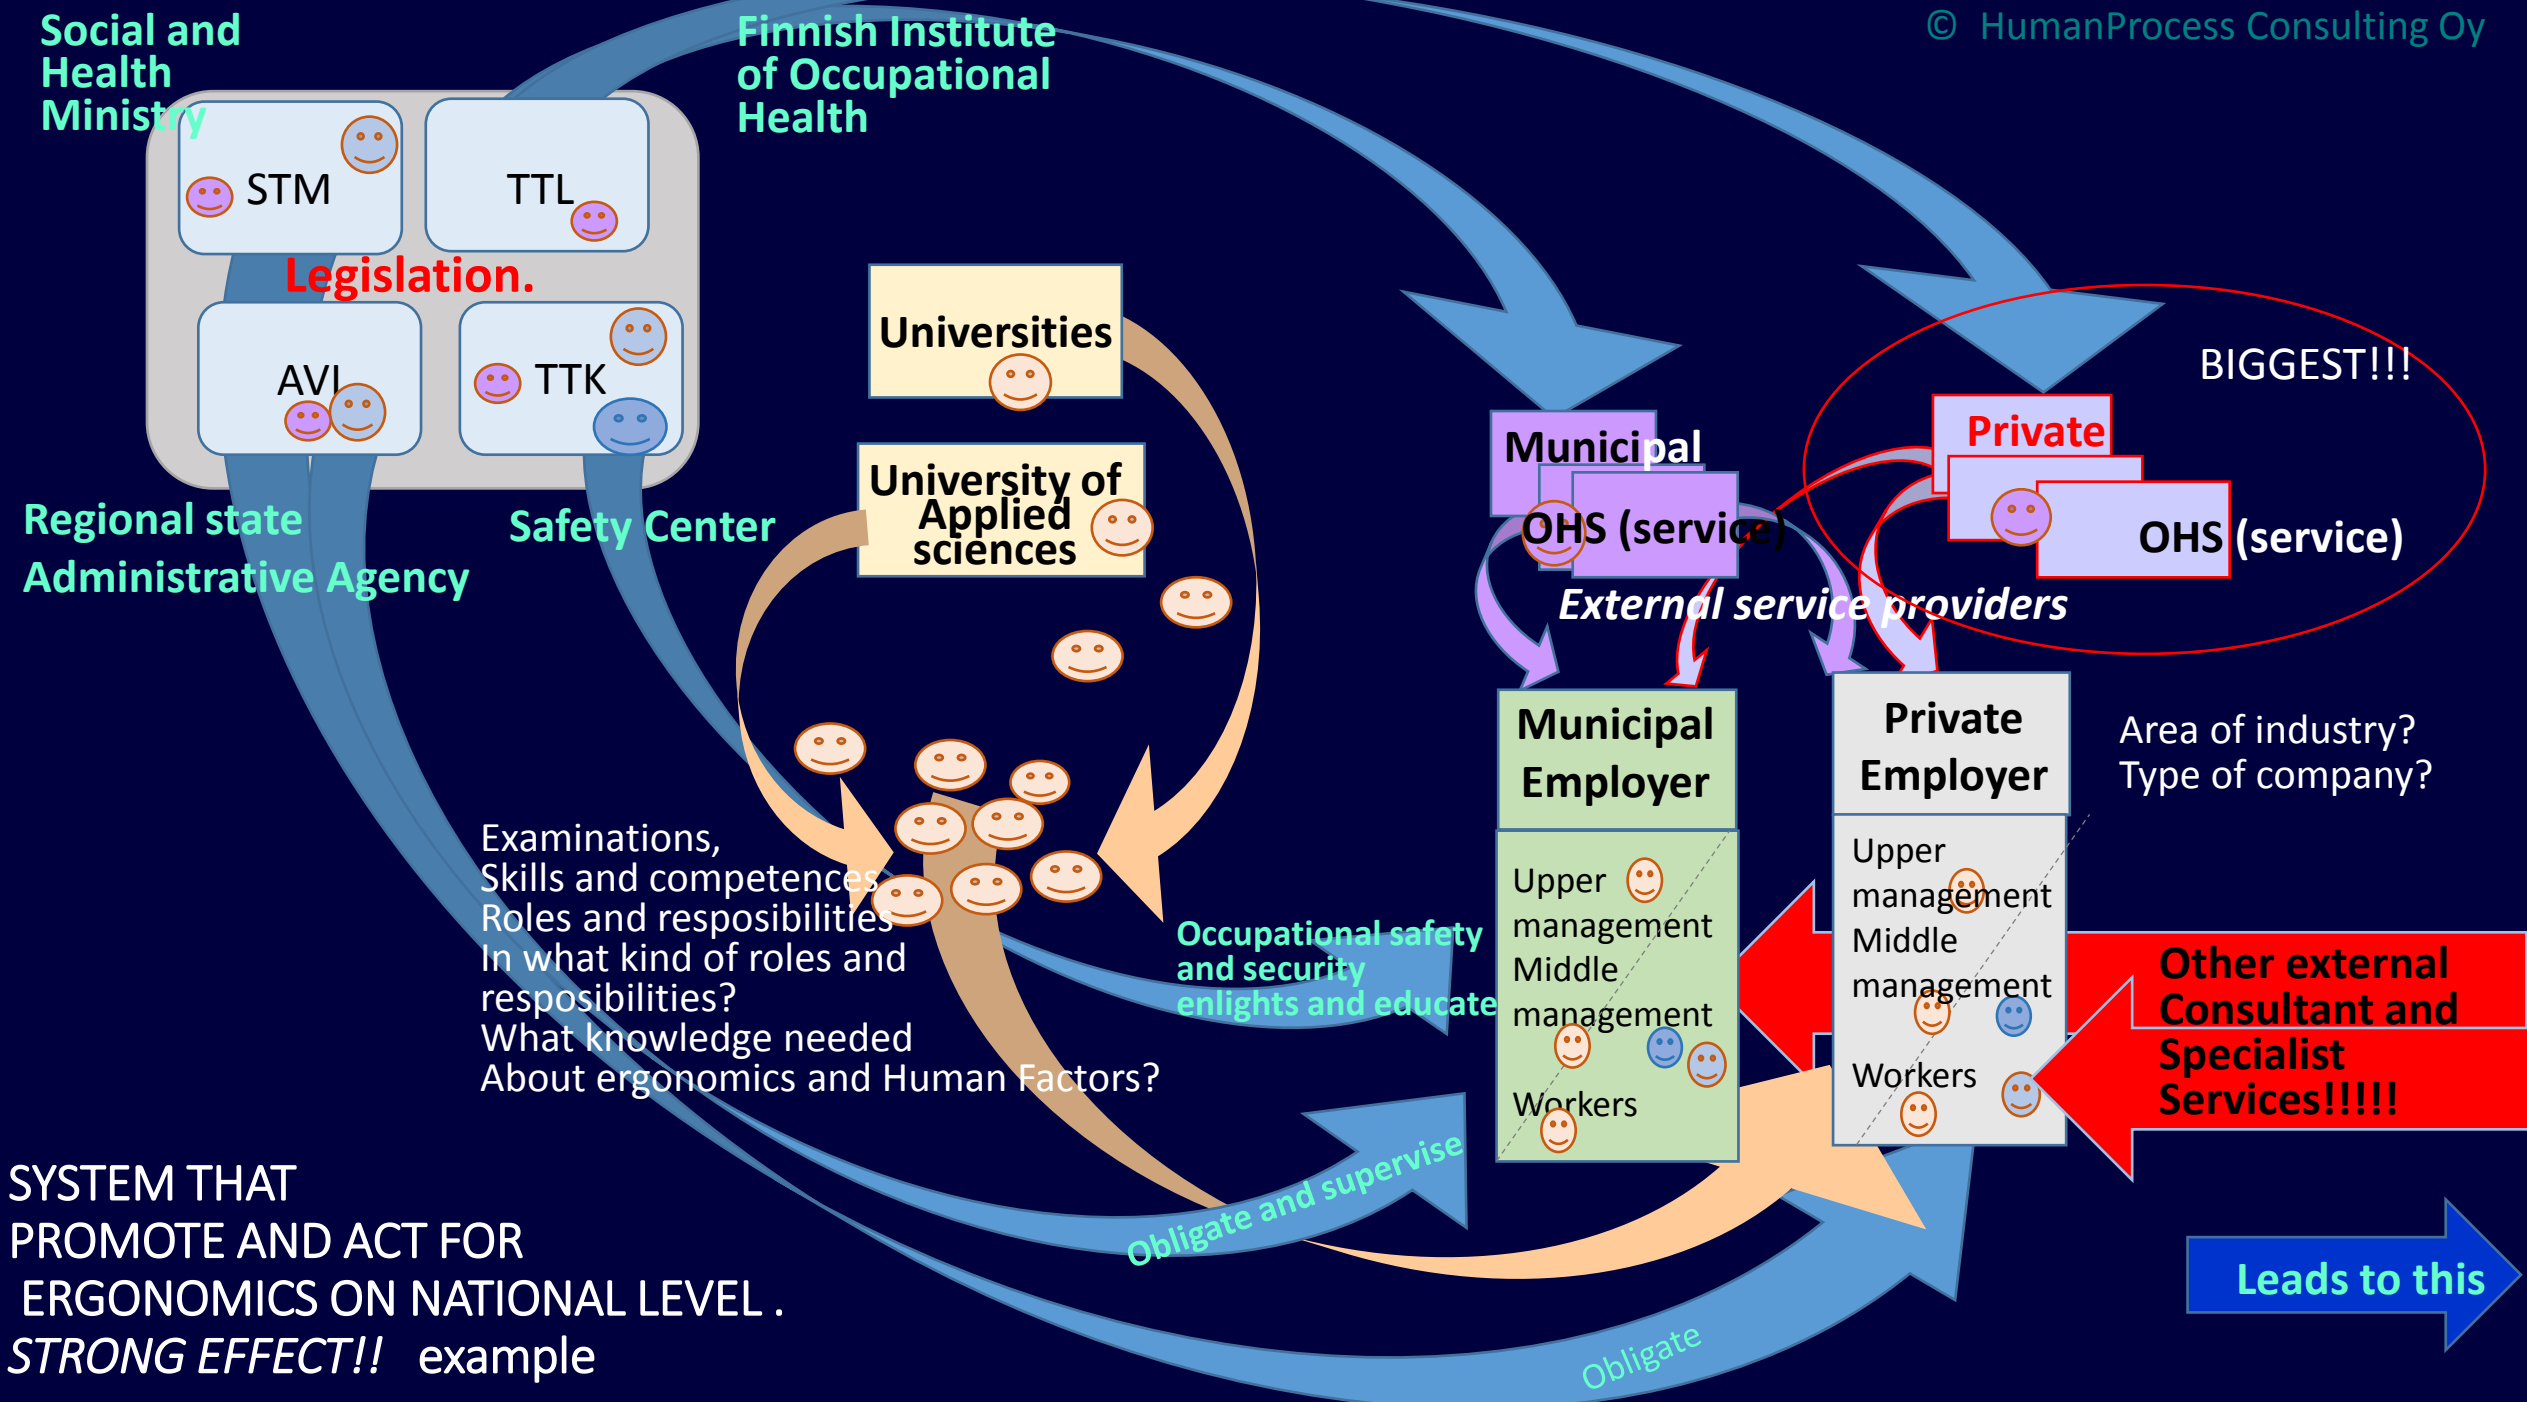 Social and
Health
Ministry
Finnish Institute
of Occupational
Health
© HumanProcess Consulting Oy
STM
TTL
Legislation.
AVI
TTK
Regional state
Administrative Agency
Safety Center
Universities
University of
Applied
sciences
Municipal
OHS (service)
Private
OHS (service)
BIGGEST!!!
External service providers
Municipal
Employer
Private
Employer
Area of industry?
Type of company?
Upper
management
Middle
management
Workers
Upper
management
Middle
management
Workers
Other external
Consultant and
Specialist
Services!!!!!
Examinations,
Skills and competences
Roles and resposibilities
In what kind of roles and
resposibilities?
What knowledge needed
About ergonomics and Human Factors?
Occupational safety
and security
enlights and educate
Obligate and supervise
Obligate
Leads to this
SYSTEM THAT
PROMOTE AND ACT FOR
ERGONOMICS ON NATIONAL LEVEL .
STRONG EFFECT!! example